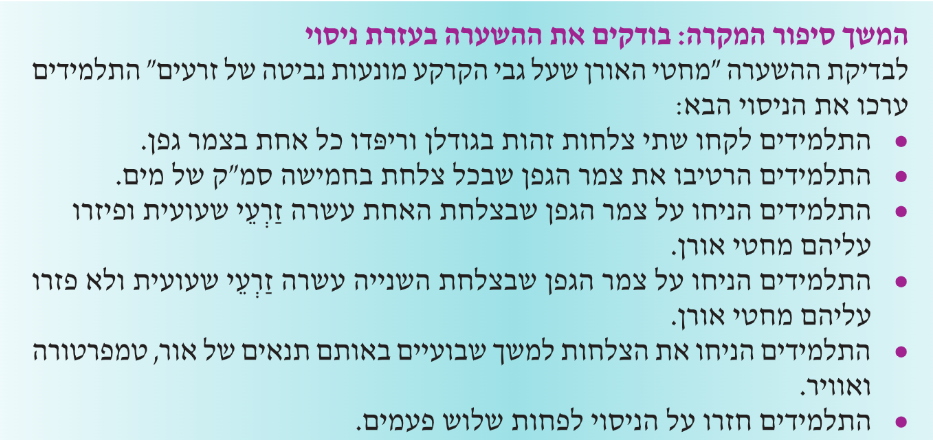 המשך סיפור המקרה: בודקים את ההשערה בעזרת ניסוי
לבדיקת ההשערה "מחטי האורן שעל גבי הקרקע מונעות נביטה של זרעים" התלמידים
ערכו את הניסוי הבא:
• התלמידים לקחו שתי צלחות זהות בגודלן וריפּדו כל אחת בצמר גפן.
• התלמידים הרטיבו את צמר הגפן שבכל צלחת בחמישה סמ"ק של מים.
• התלמידים הניחו על צמר הגפן שבצלחת האחת עשרה זַרְעֵי שעועית ופיזרו
עליהם מחטי אורן.
• התלמידים הניחו על צמר הגפן שבצלחת השנייה עשרה זַרְעֵי שעועית ולא פזרו
עליהם מחטי אורן.
• התלמידים הניחו את הצלחות למשך שבועיים באותם תנאים של אור, טמפרטורה
ואוויר.
• התלמידים חזרו על הניסוי לפחות שלוש פעמים.